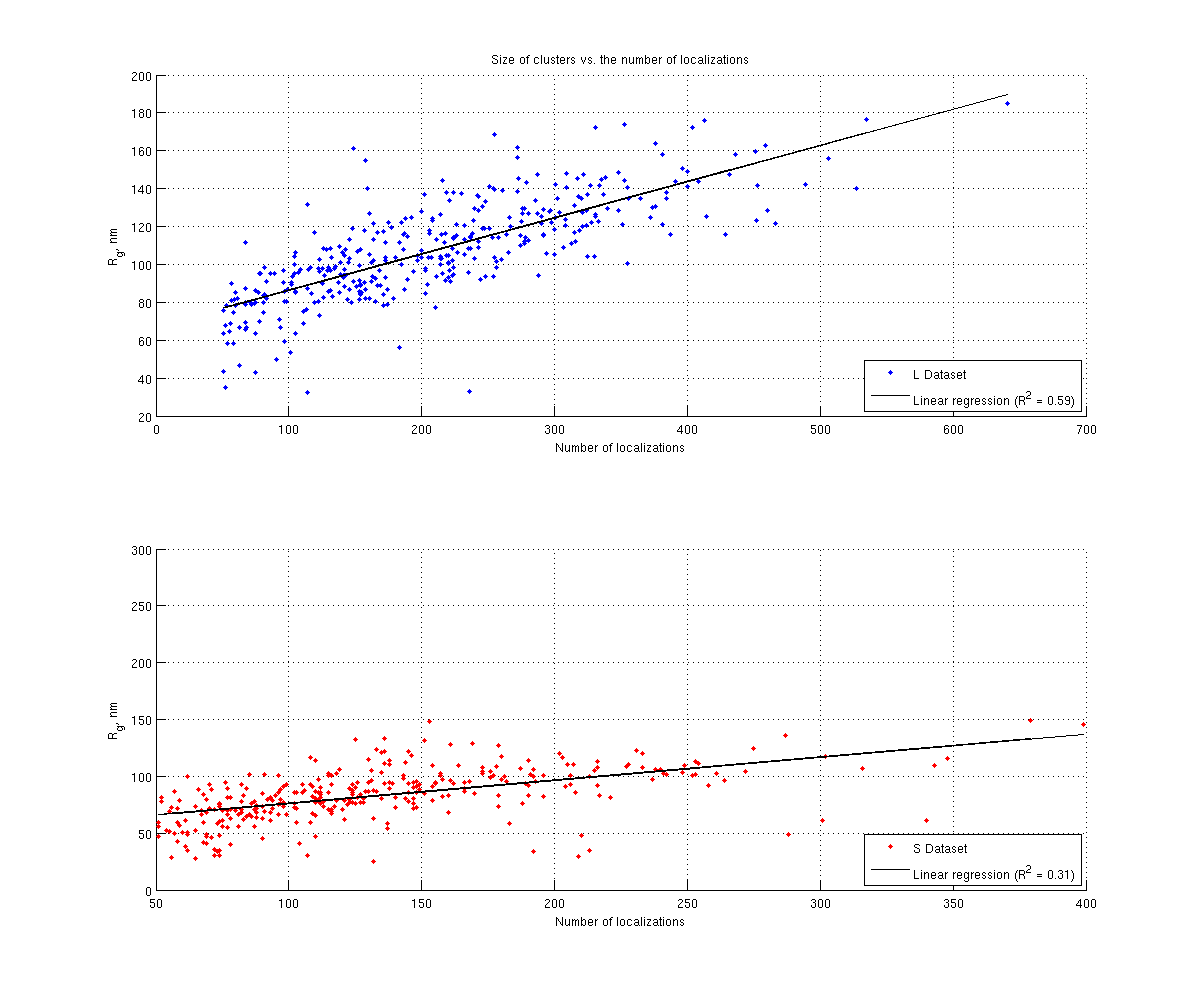 Size of clusters vs. the number of localizations
200
180
160
140
120
100
80
60
40
20
R_g, nm
0 100 200 300 400 500 600 700
Number of localizations
L Dataset
Linear regression (R^2 = 0.59)
300
250
200
150
100
50
0
R_g, nm
50 100 150 200 250 300 350 400
Number of localizations
S Dataset
Linear regression (R^2 = 0.31)